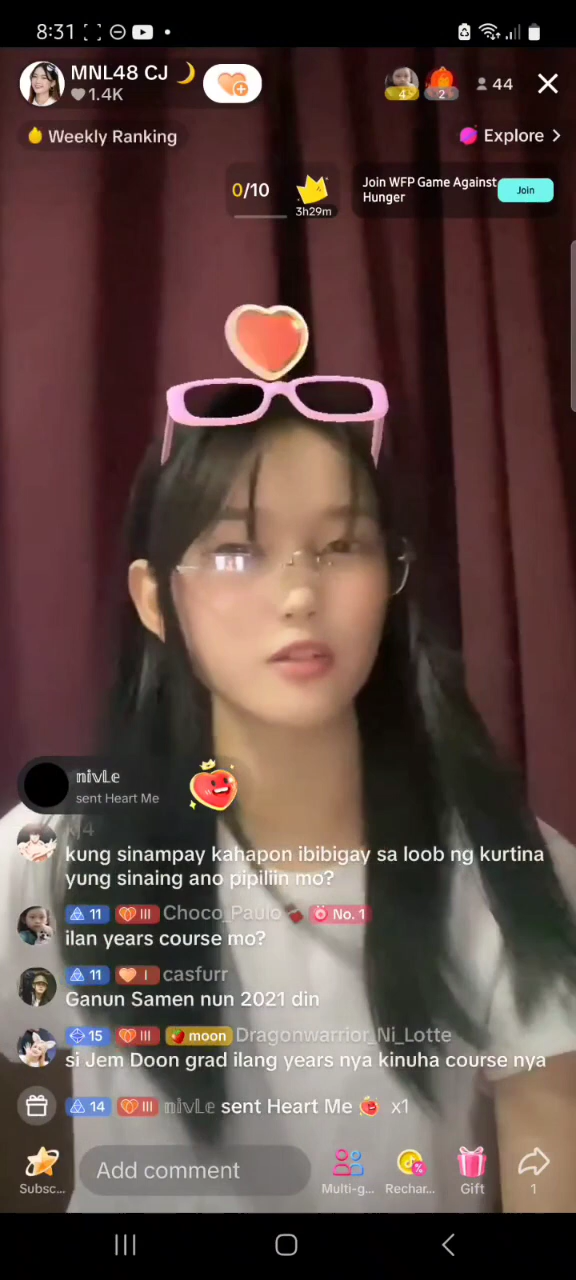 8:31
MNL48 CJ
1.4K
4
2
44
Weekly Ranking
Explore
0/10
3h29m
Join WFP Game Against
Hunger
Join
nivLe
sent Heart Me
kung sinampay kahapon ibibigay sa loob ng kurtina
yung sinaing ano pipiliin mo?
11 III Choco_Paulo No. 1
ilan years course mo?
11 I casfurr
Ganun Samen nun 2021 din
15 III moon Dragonwarrior_Ni_Lotte
si Jem Doon grad ilang years nya kinuha course nya
14 III nivLe sent Heart Me x1
Add comment
Subsc...
Multi-g...
Rechar...
Gift
1